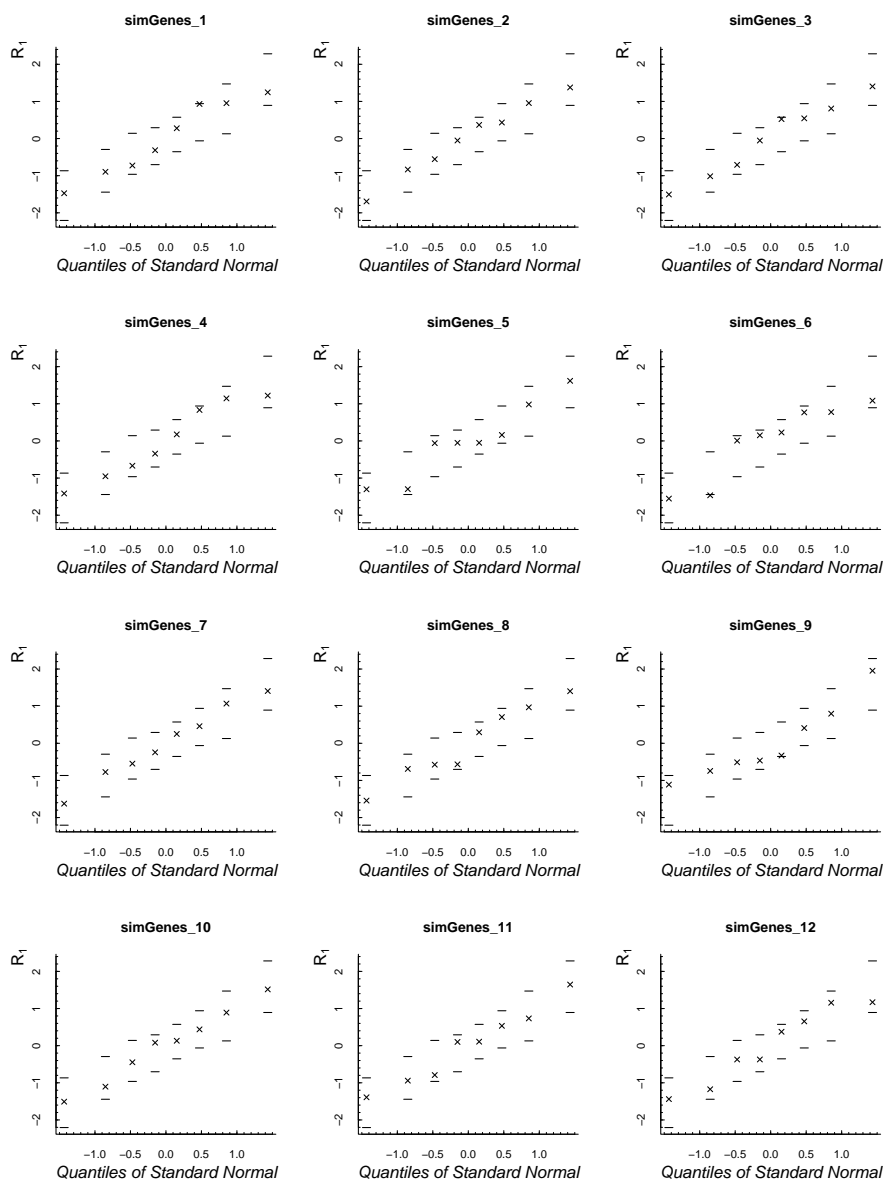 simGenes_1 simGenes_2 simGenes_3
R1 R1 R1
2 2 2
1 1 1
0 0 0
−1 −1 −1
−2 −2 −2
−1.0 −0.5 0.0 0.5 1.0 −1.0 −0.5 0.0 0.5 1.0 −1.0 −0.5 0.0 0.5 1.0
Quantiles of Standard Normal Quantiles of Standard Normal Quantiles of Standard Normal
simGenes_4 simGenes_5 simGenes_6
R1 R1 R1
2 2 2
1 1 1
0 0 0
−1 −1 −1
−2 −2 −2
−1.0 −0.5 0.0 0.5 1.0 −1.0 −0.5 0.0 0.5 1.0 −1.0 −0.5 0.0 0.5 1.0
Quantiles of Standard Normal Quantiles of Standard Normal Quantiles of Standard Normal
simGenes_7 simGenes_8 simGenes_9
R1 R1 R1
2 2 2
1 1 1
0 0 0
−1 −1 −1
−2 −2 −2
−1.0 −0.5 0.0 0.5 1.0 −1.0 −0.5 0.0 0.5 1.0 −1.0 −0.5 0.0 0.5 1.0
Quantiles of Standard Normal Quantiles of Standard Normal Quantiles of Standard Normal
simGenes_10 simGenes_11 simGenes_12
R1 R1 R1
2 2 2
1 1 1
0 0 0
−1 −1 −1
−2 −2 −2
−1.0 −0.5 0.0 0.5 1.0 −1.0 −0.5 0.0 0.5 1.0 −1.0 −0.5 0.0 0.5 1.0
Quantiles of Standard Normal Quantiles of Standard Normal Quantiles of Standard Normal